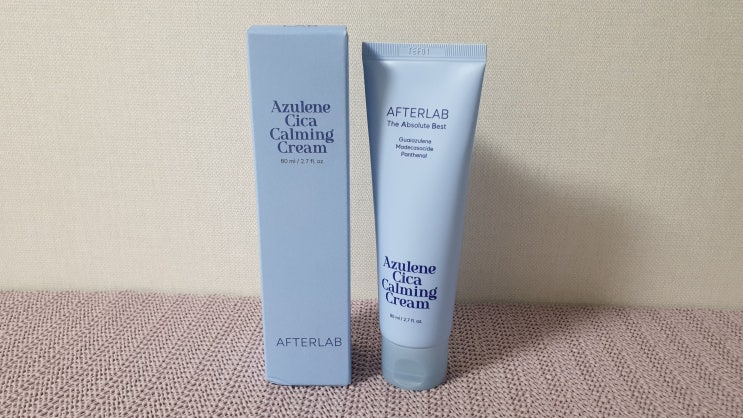 Azulene
Cica
Calming
Cream
80 ml / 2.7 fl. oz.
AFTERLAB
AFTERLAB
The Absolute Best
Guaiazulene
Madecasocide
Panthenol
Azulene
Cica
Calming
Cream
80 ml / 2.7 fl. oz.